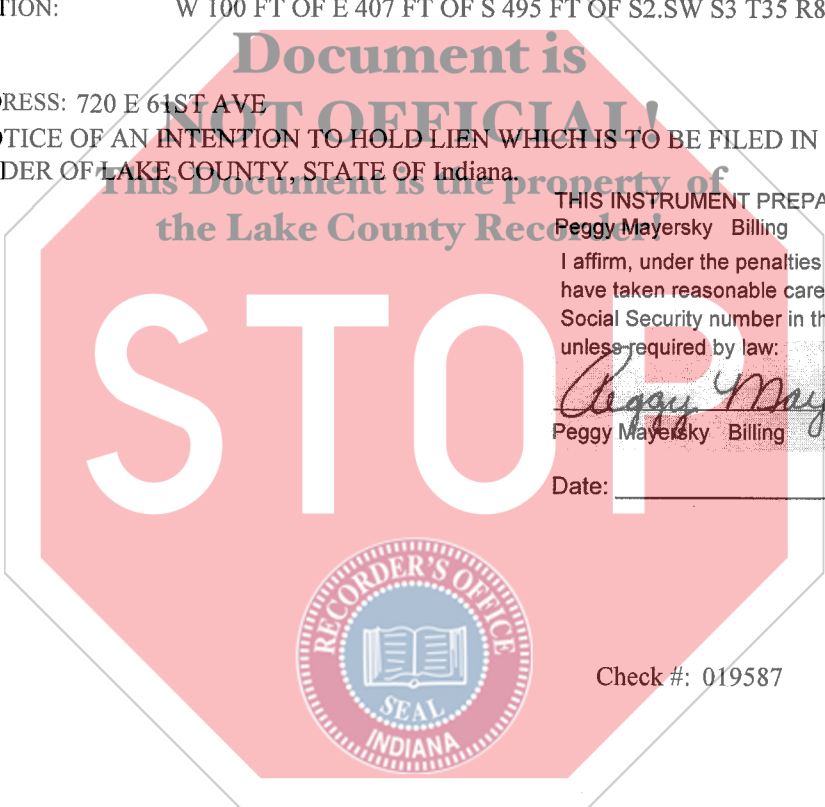 TION: W 100 FT OF E 407 FT OF S 495 FT OF S2.SW S3 T35 R8
Document is
RESS: 720 E 61ST AVE
NOT OFFICIAL!
TICE OF AN INTENTION TO HOLD LIEN WHICH IS TO BE FILED IN
DER OF LAKE COUNTY, STATE OF Indiana.
This Document is the property of
the Lake County Recorder!
THIS INSTRUMENT PREPA
Peggy Mayersky Billing
I affirm, under the penalties
have taken reasonable care
Social Security number in th
unless required by law:
Peggy May
Peggy Mayersky Billing
Date:
STOP
RECORDER'S OFFICE
SEAL
INDIANA
Check #: 019587